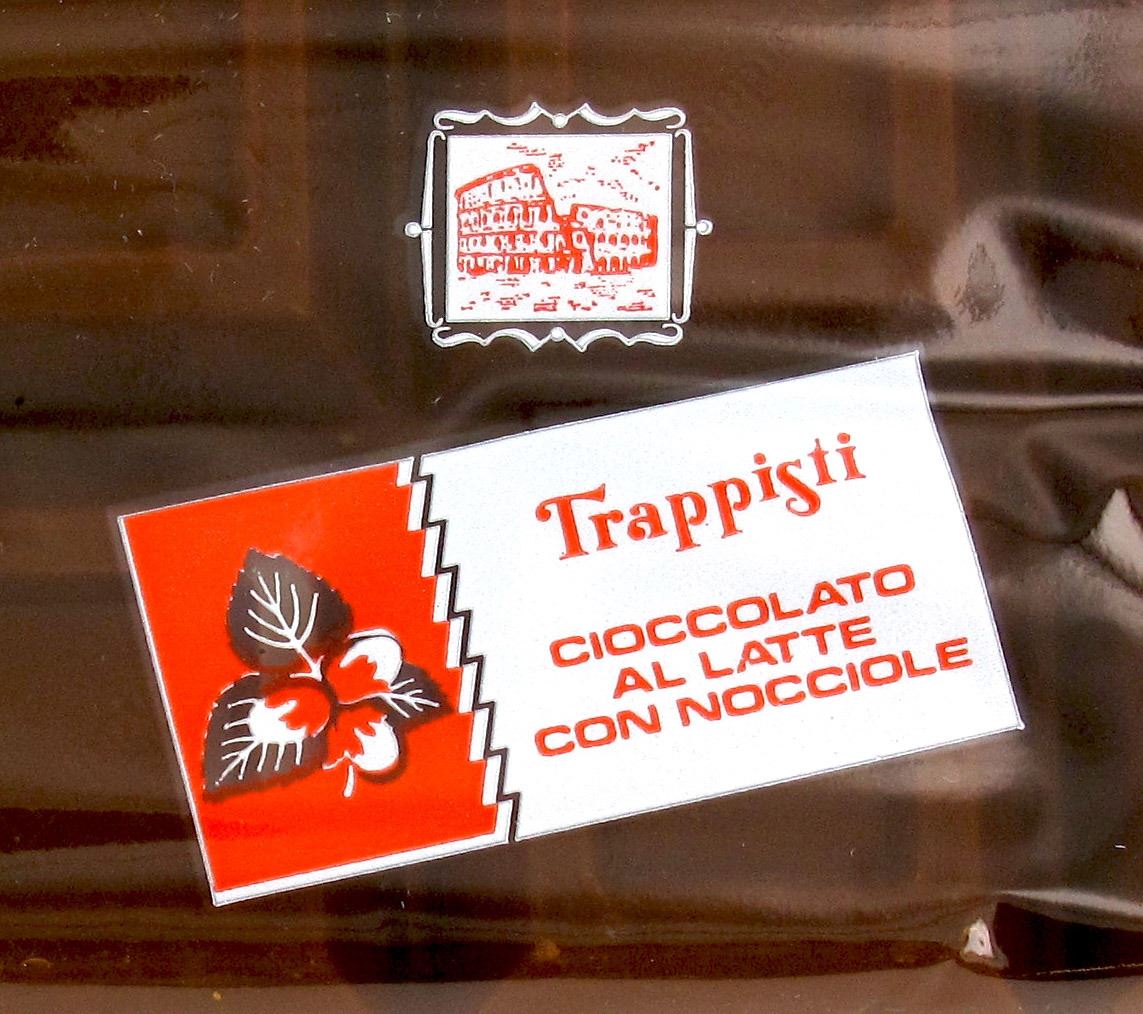 Trappisti
CIOCCOLATO
AL LATTE
CON NOCCIOLE